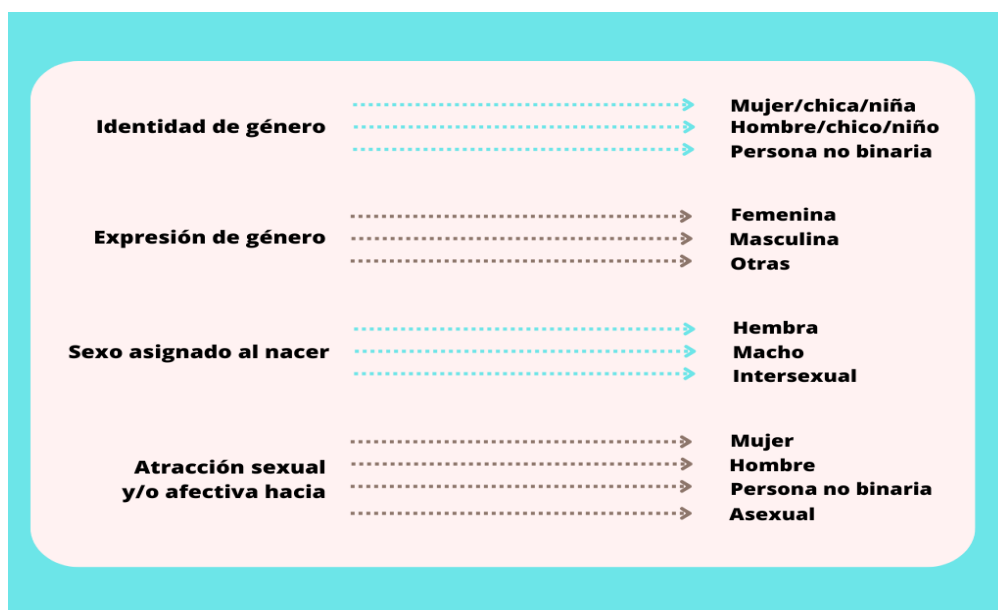 Identidad de género
Mujer/chica/niña
Hombre/chico/niño
Persona no binaria
Expresión de género
Femenina
Masculina
Otras
Sexo asignado al nacer
Hembra
Macho
Intersexual
Atracción sexual
y/o afectiva hacia
Mujer
Hombre
Persona no binaria
Asexual